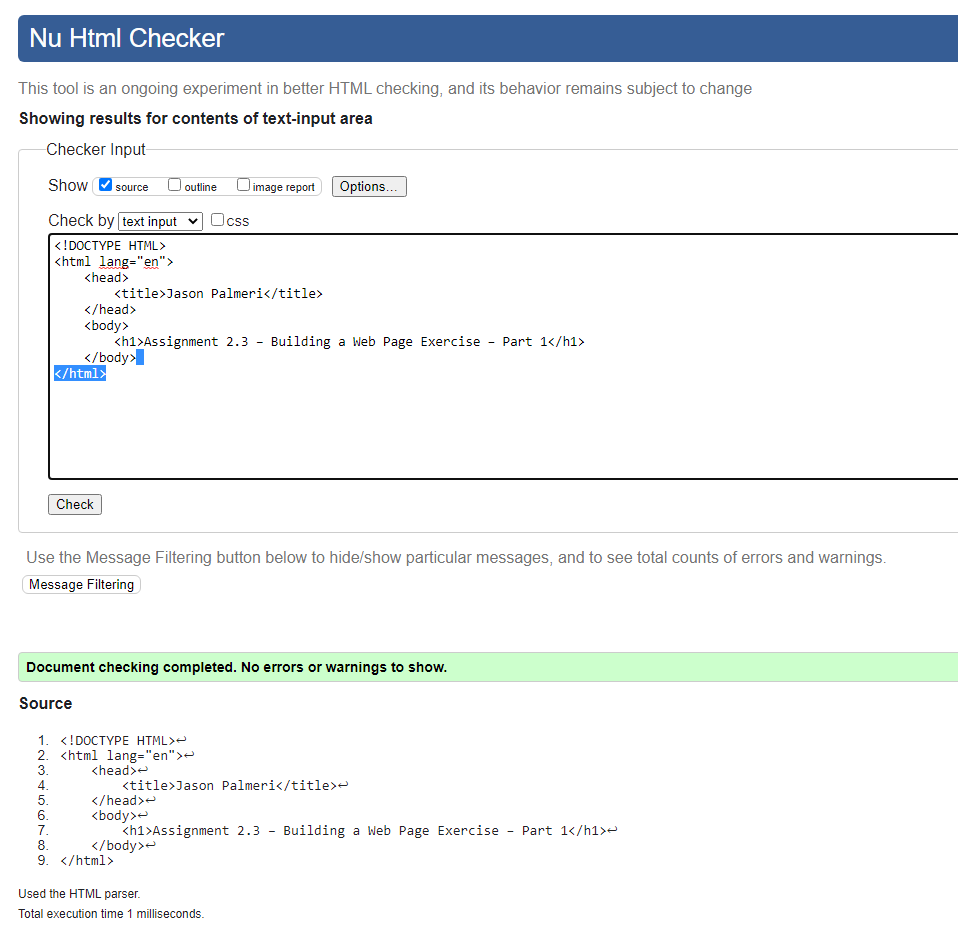 Nu Html Checker
This tool is an ongoing experiment in better HTML checking, and its behavior remains subject to change
Showing results for contents of text-input area
Checker Input
Show source outline image report Options...
Check by text input css
<!DOCTYPE HTML>
<html lang="en">
    <head>
        <title>Jason Palmeri</title>
    </head>
    <body>
        <h1>Assignment 2.3 – Building a Web Page Exercise – Part 1</h1>
    </body>
</html>
Check
Use the Message Filtering button below to hide/show particular messages, and to see total counts of errors and warnings.
Message Filtering
Document checking completed. No errors or warnings to show.
Source
1. <!DOCTYPE HTML>↩
2. <html lang="en">↩
3.     <head>↩
4.         <title>Jason Palmeri</title>↩
5.     </head>↩
6.     <body>↩
7.         <h1>Assignment 2.3 – Building a Web Page Exercise – Part 1</h1>↩
8.     </body>↩
9. </html>
Used the HTML parser.
Total execution time 1 milliseconds.